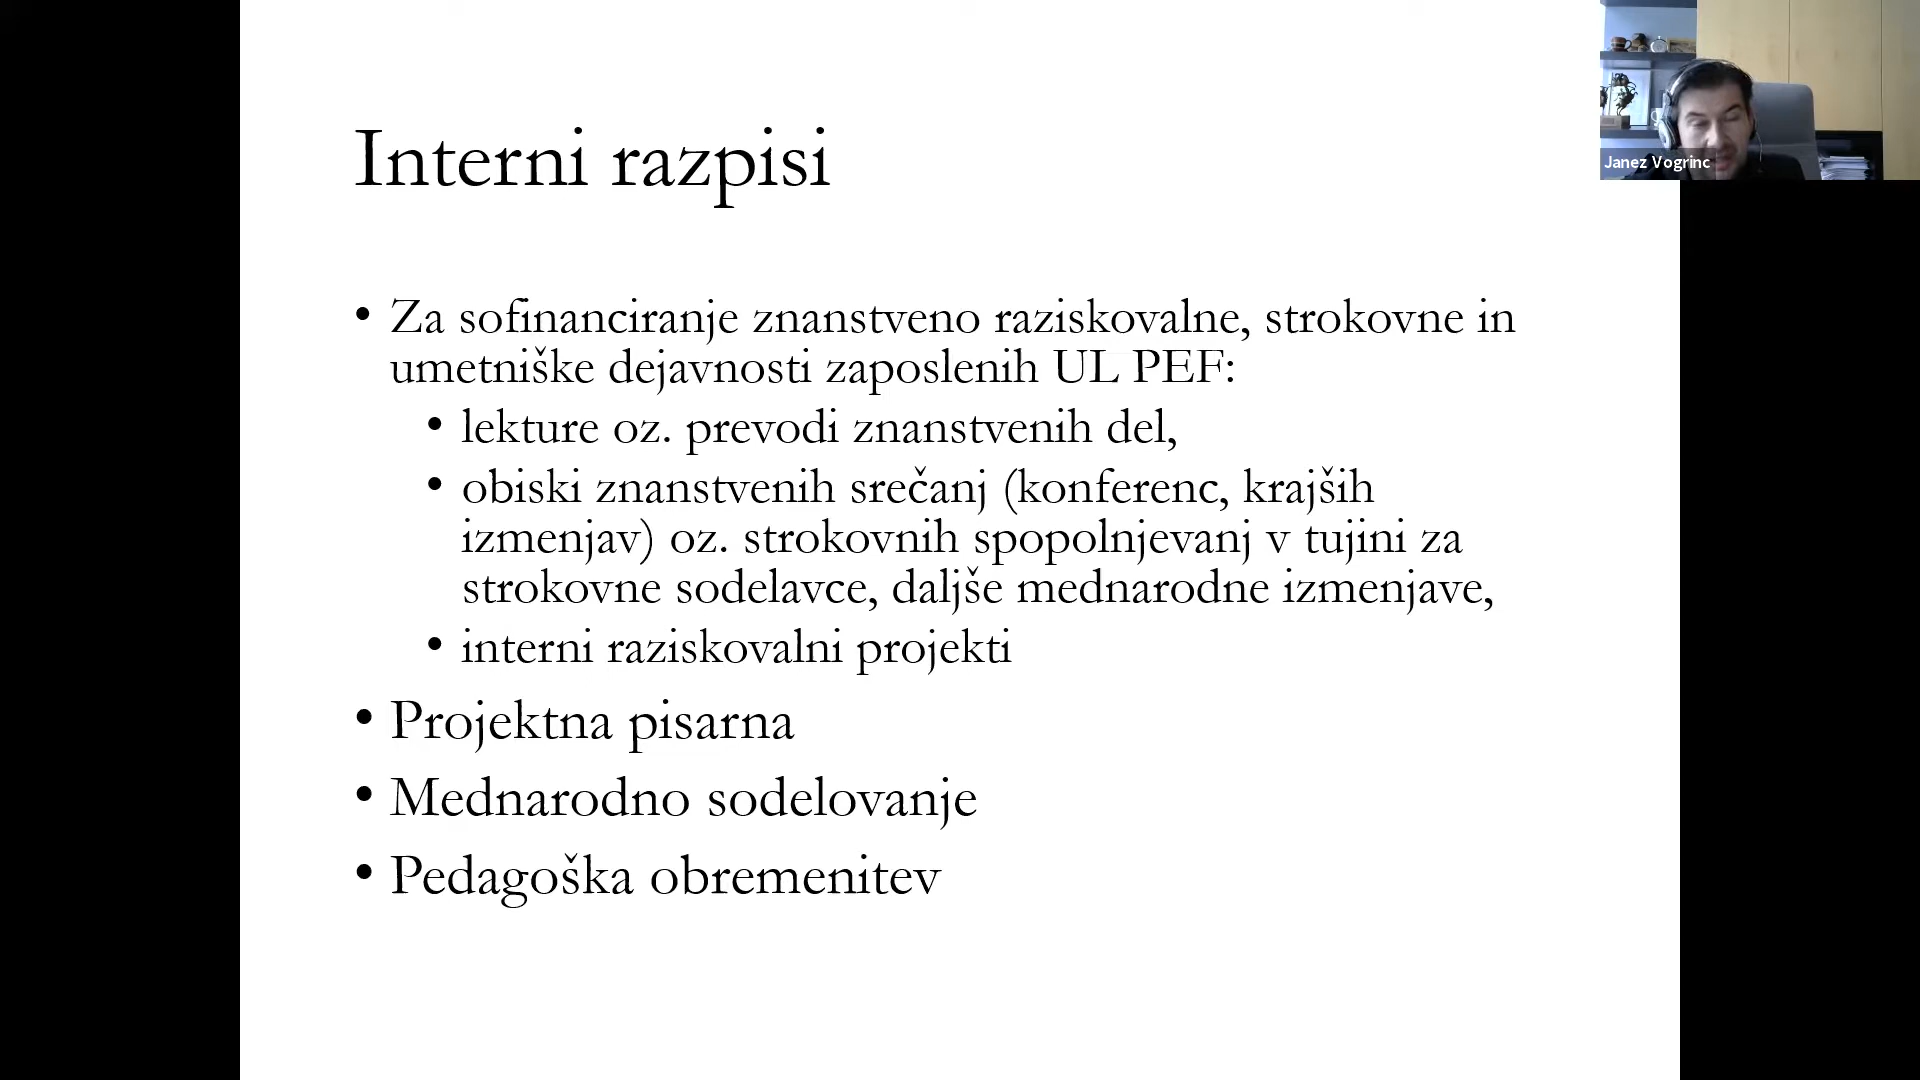 Interni razpisi
• Za sofinanciranje znanstveno raziskovalne, strokovne in
umetniške dejavnosti zaposlenih UL PEF:
• lekture oz. prevodi znanstvenih del,
• obiski znanstvenih srečanj (konferenc, krajših
izmenjav) oz. strokovnih spopolnjevanj v tujini za
strokovne sodelavce, daljše mednarodne izmenjave,
• interni raziskovalni projekti
• Projektna pisarna
• Mednarodno sodelovanje
• Pedagoška obremenitev
Janez Vogrinc